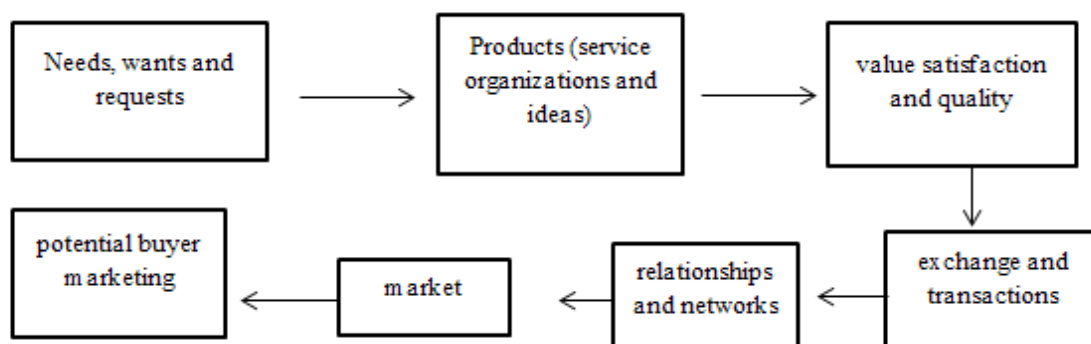 Needs, wants and
requests
Products (service
organizations and
ideas)
value satisfaction
and quality
exchange and
transactions
relationships
and networks
market
potential buyer
marketing